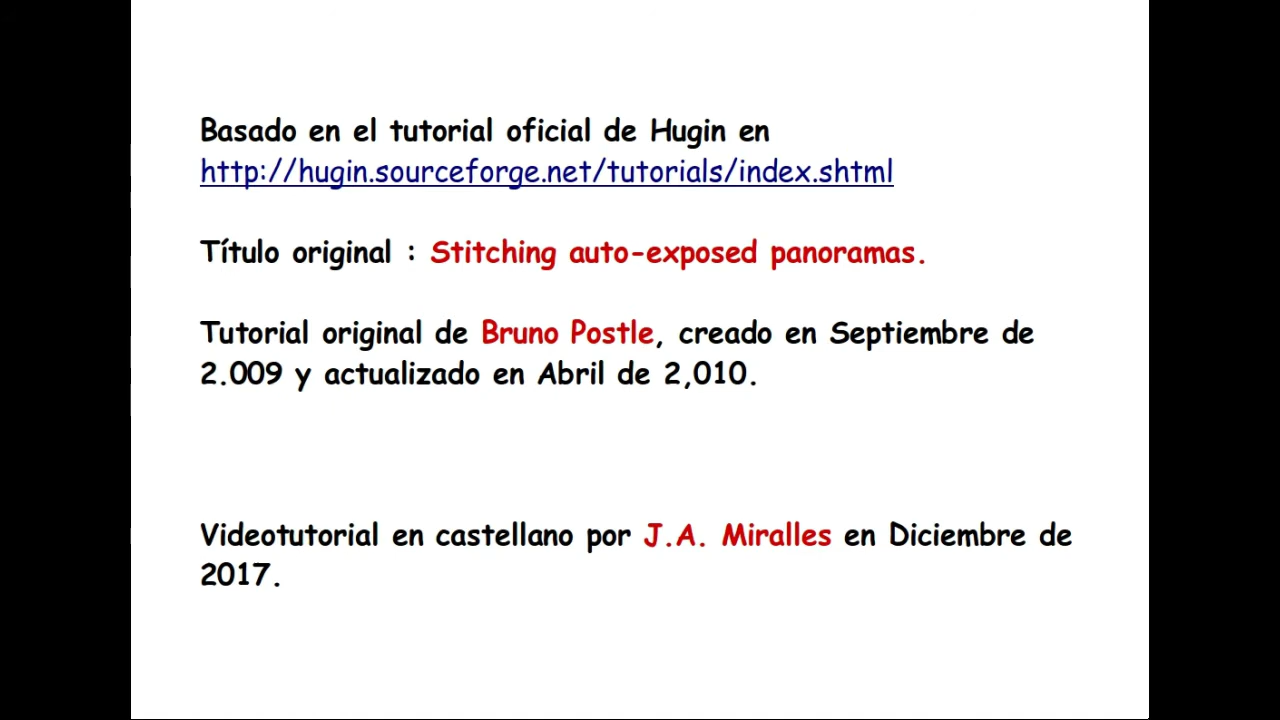 Basado en el tutorial oficial de Hugin en
http://hugin.sourceforge.net/tutorials/index.shtml
Título original : Stitching auto-exposed panoramas.
Tutorial original de Bruno Postle, creado en Septiembre de
2.009 y actualizado en Abril de 2,010.
Videotutorial en castellano por J.A. Miralles en Diciembre de
2017.